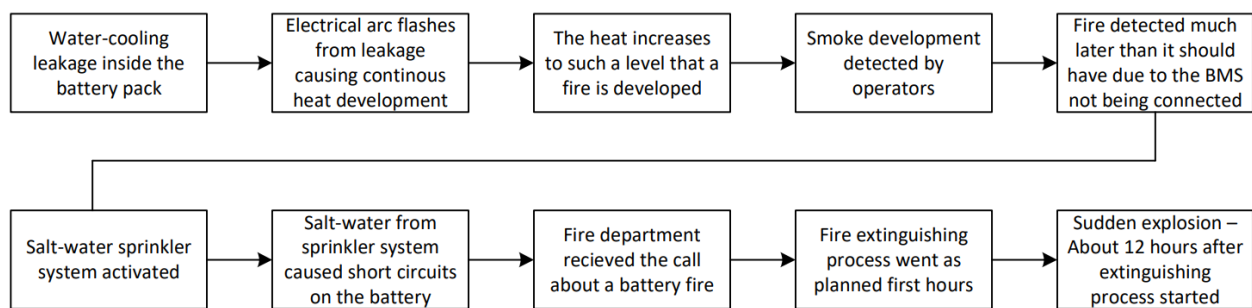 Water-cooling
leakage inside the
battery pack
Electrical arc flashes
from leakage
causing continous
heat development
The heat increases
to such a level that a
fire is developed
Smoke development
detected by
operators
Fire detected much
later than it should
have due to the BMS
not being connected
Salt-water sprinkler
system activated
Salt-water from
sprinkler system
caused short circuits
on the battery
Fire department
recieved the call
about a battery fire
Fire extinguishing
process went as
planned first hours
Sudden explosion –
About 12 hours after
extinguishing
process started